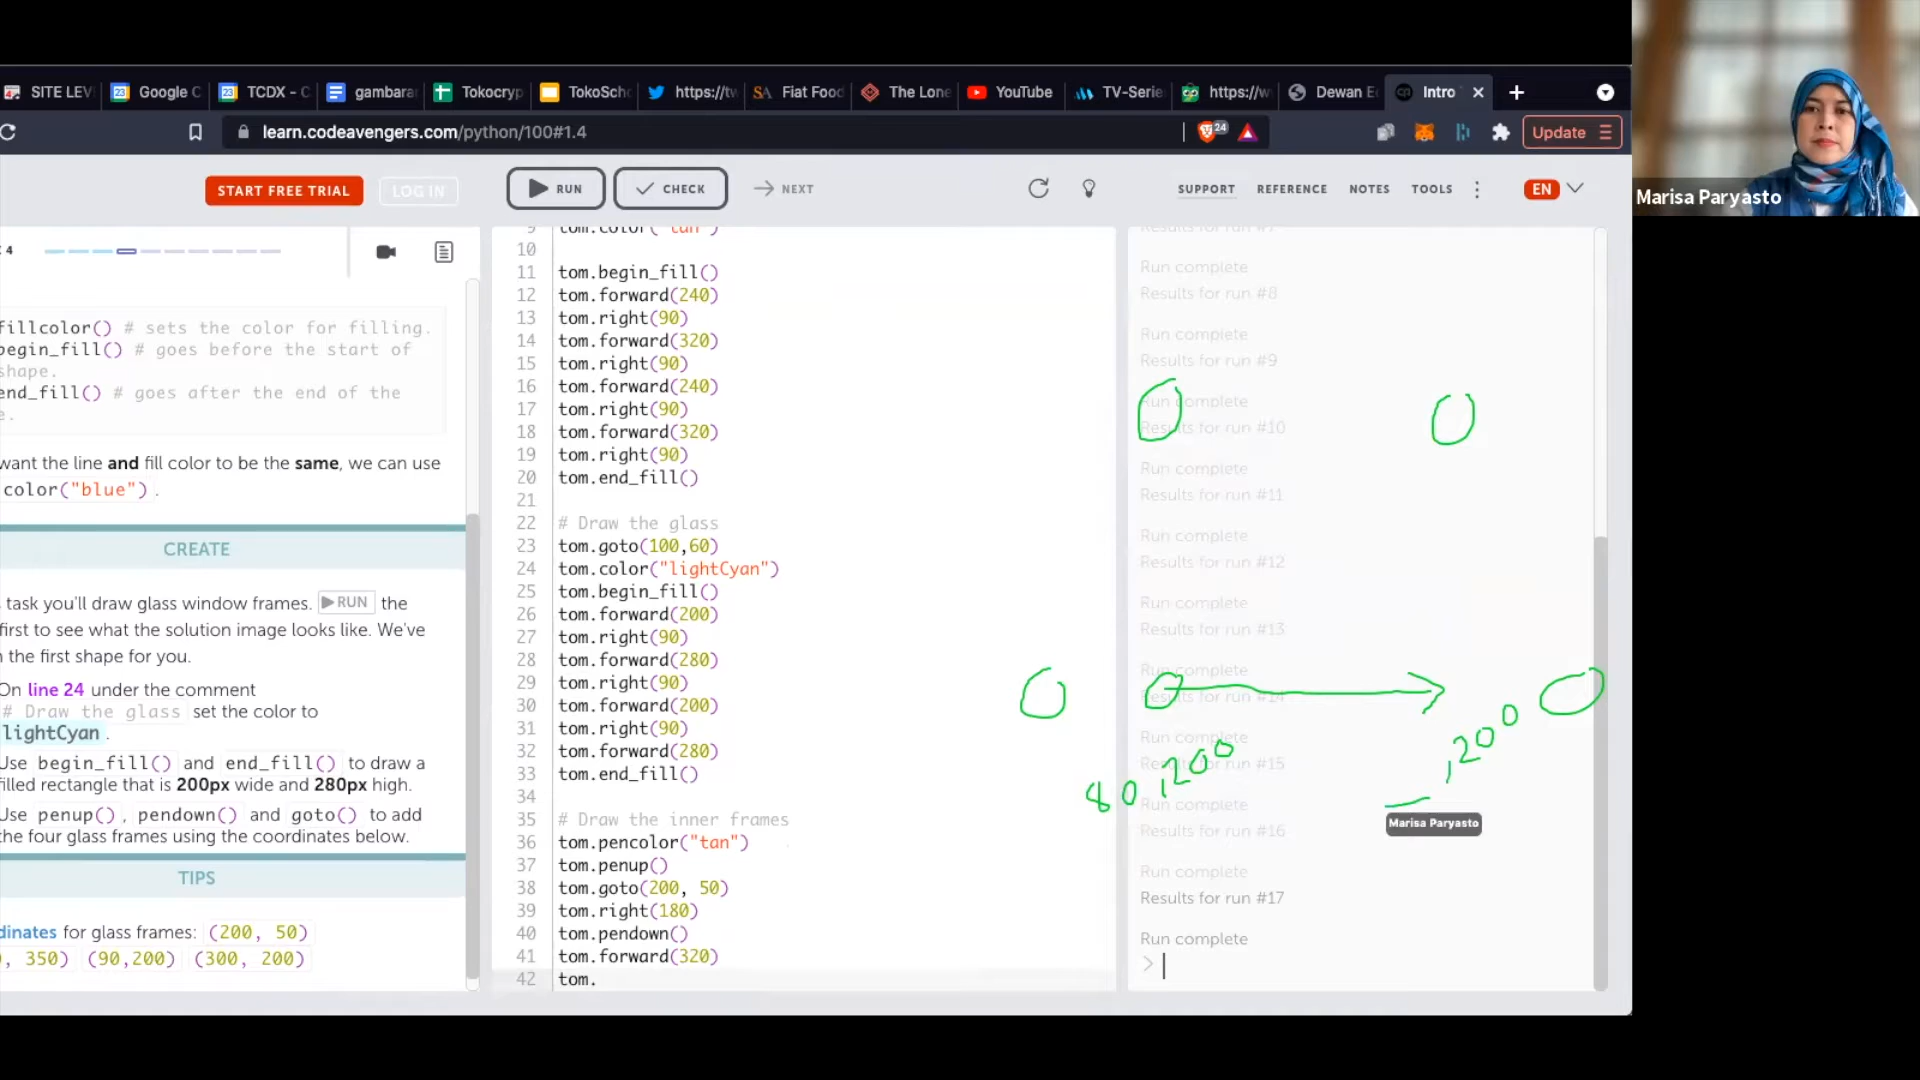 SITE LEV
Google C
TCDX - C
gambara
Tokocryp
TokoSch
https://tw
Fiat Food
The Lone
YouTube
TV-Serie
https://w
Dewan E
Intro
learn.codeavengers.com/python/100#1.4
24
Update
START FREE TRIAL
LOG IN
RUN
CHECK
NEXT
SUPPORT
REFERENCE
NOTES
TOOLS
EN
Marisa Paryasto
4
fillcolor() # sets the color for filling.
begin_fill() # goes before the start of
shape.
end_fill() # goes after the end of the
e.
want the line and fill color to be the same, we can use
color("blue").
CREATE
task you'll draw glass window frames. RUN the
first to see what the solution image looks like. We've
the first shape for you.
On line 24 under the comment
# Draw the glass set the color to
lightCyan.
Use begin_fill() and end_fill() to draw a
filled rectangle that is 200px wide and 280px high.
Use penup(), pendown() and goto() to add
the four glass frames using the coordinates below.
TIPS
dinates for glass frames: (200, 50)
, 350) (90,200) (300, 200)
9 tom.color("tan")
10
11 tom.begin_fill()
12 tom.forward(240)
13 tom.right(90)
14 tom.forward(320)
15 tom.right(90)
16 tom.forward(240)
17 tom.right(90)
18 tom.forward(320)
19 tom.right(90)
20 tom.end_fill()
21
22 # Draw the glass
23 tom.goto(100,60)
24 tom.color("lightCyan")
25 tom.begin_fill()
26 tom.forward(200)
27 tom.right(90)
28 tom.forward(280)
29 tom.right(90)
30 tom.forward(200)
31 tom.right(90)
32 tom.forward(280)
33 tom.end_fill()
34
35 # Draw the inner frames
36 tom.pencolor("tan")
37 tom.penup()
38 tom.goto(200, 50)
39 tom.right(180)
40 tom.pendown()
41 tom.forward(320)
42 tom.
Results for run #7
Run complete
Results for run #8
Run complete
Results for run #9
Run complete
Results for run #10
Run complete
Results for run #11
Run complete
Results for run #12
Run complete
Results for run #13
Run complete
Results for run #14
Run complete
Results for run #15
Run complete
Results for run #16
Run complete
Results for run #17
Run complete
>
80,200
,200
Marisa Paryasto